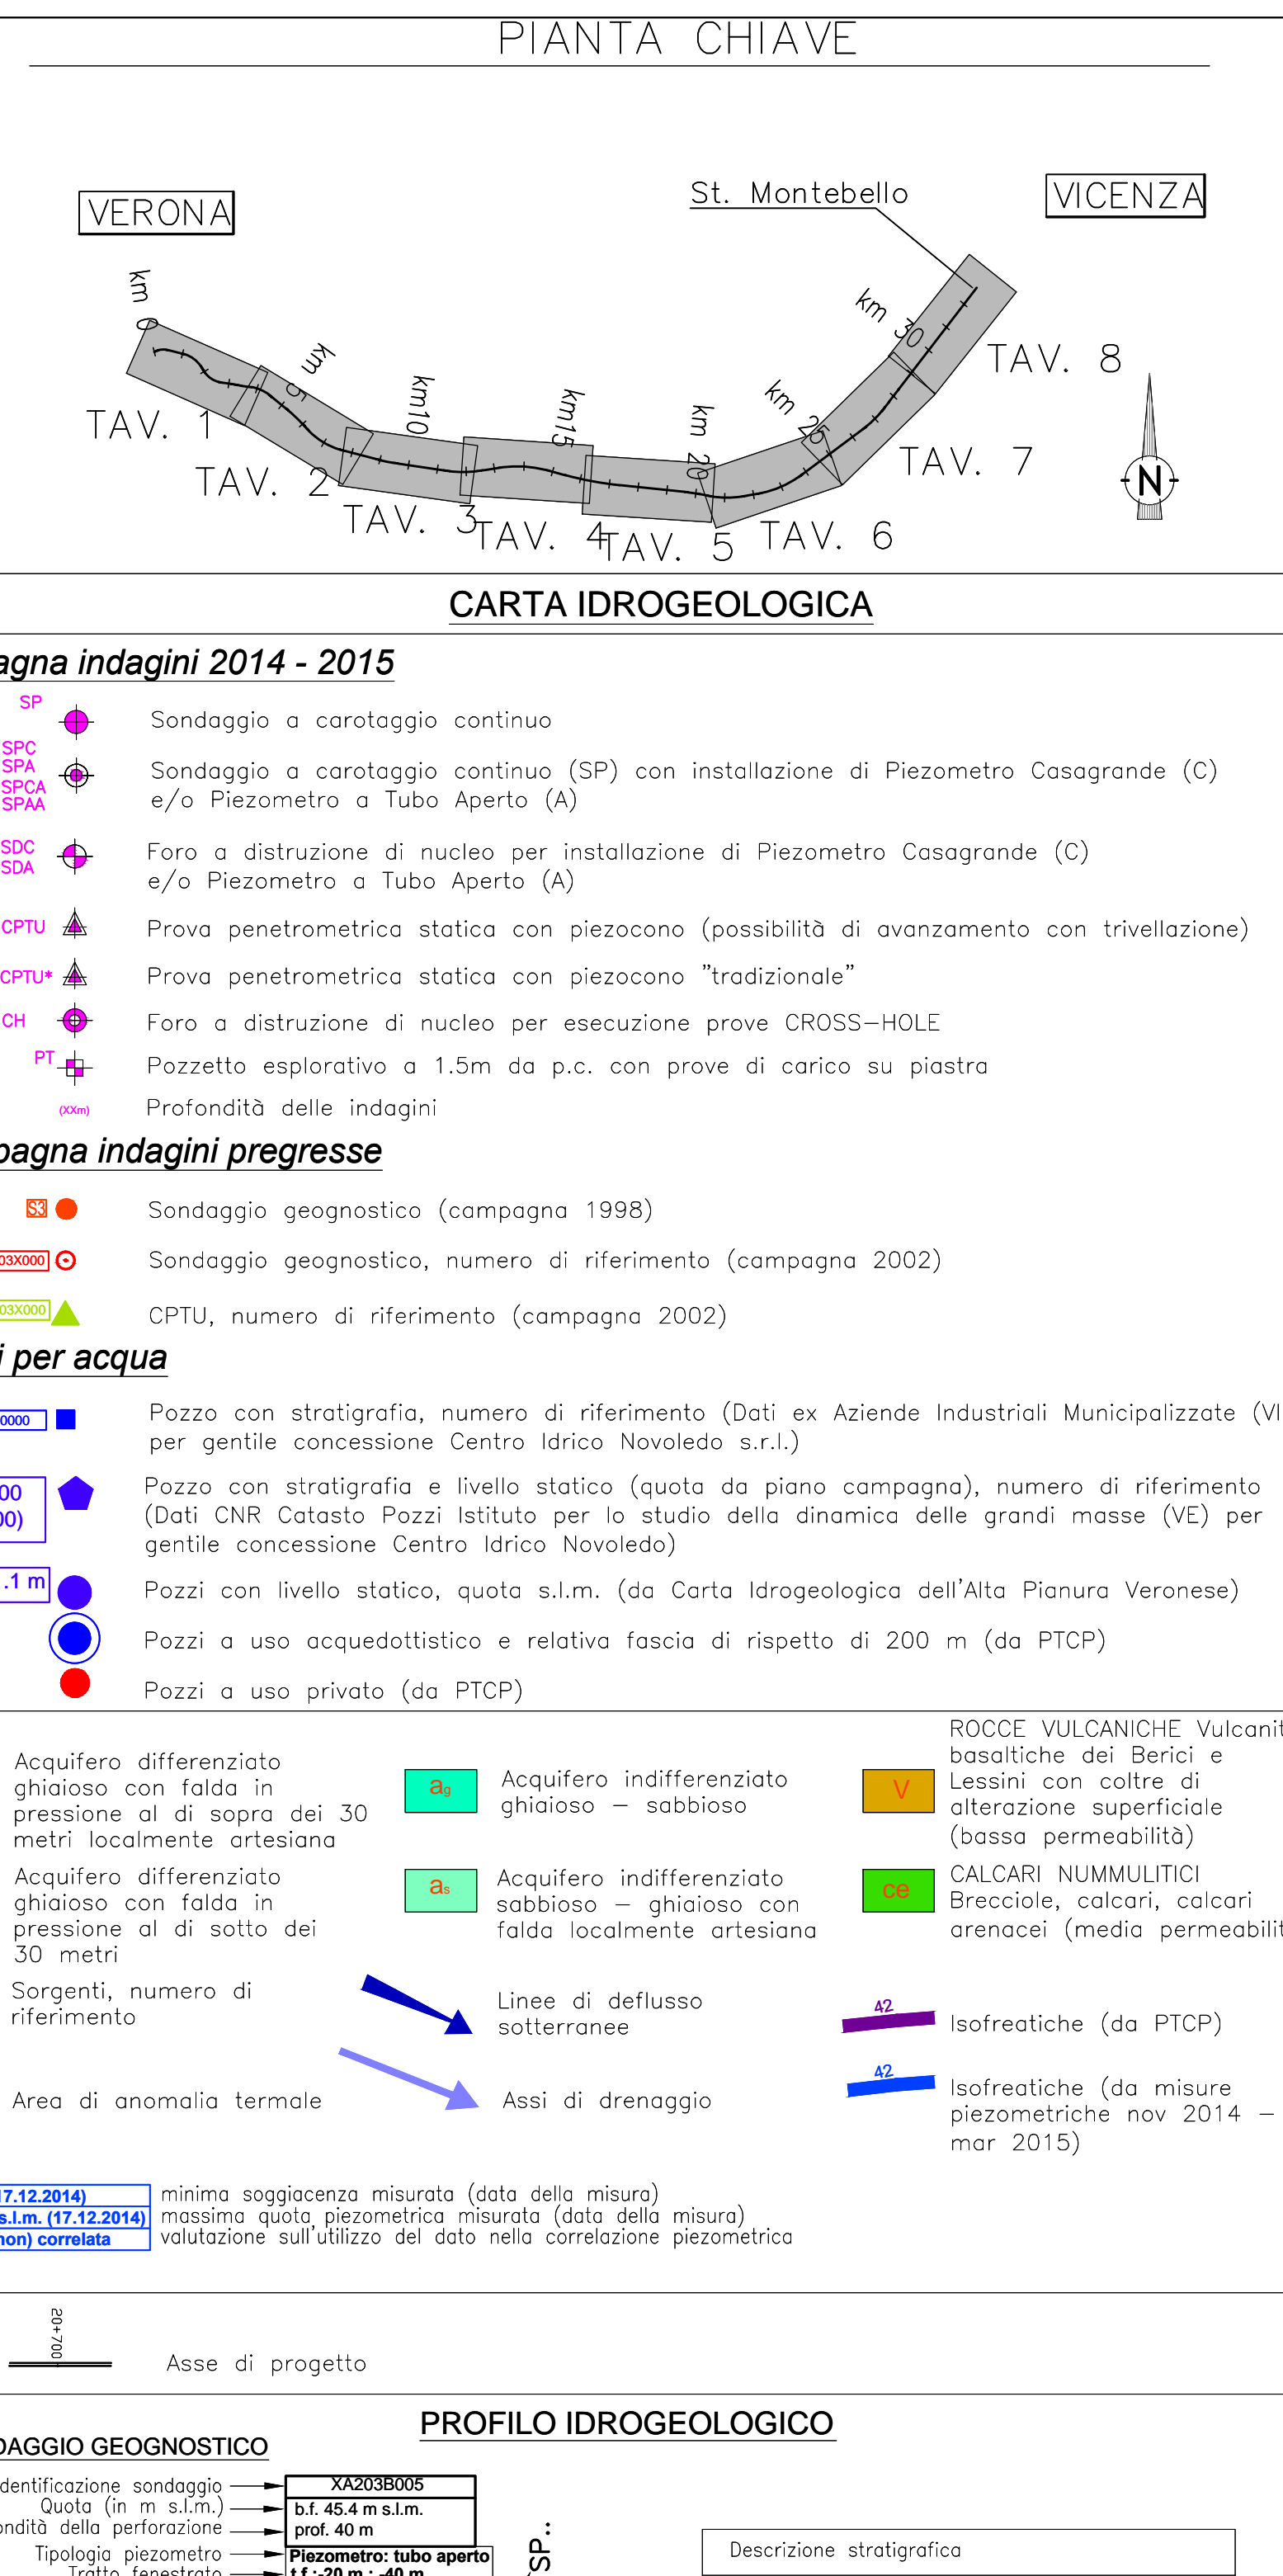 PIANTA CHIAVE
VERONA
St. Montebello
VICENZA
km 0
km 5
km10
km15
km 20
km 25
km 30
TAV. 1
TAV. 2
TAV. 3
TAV. 4
TAV. 5
TAV. 6
TAV. 7
TAV. 8
N
CARTA IDROGEOLOGICA
agna indagini 2014 - 2015
SP
Sondaggio a carotaggio continuo
SPC
SPA
SPCA
SPAA
Sondaggio a carotaggio continuo (SP) con installazione di Piezometro Casagrande (C)
e/o Piezometro a Tubo Aperto (A)
SDC
SDA
Foro a distruzione di nucleo per installazione di Piezometro Casagrande (C)
e/o Piezometro a Tubo Aperto (A)
CPTU
Prova penetrometrica statica con piezocono (possibilità di avanzamento con trivellazione)
CPTU*
Prova penetrometrica statica con piezocono "tradizionale"
CH
Foro a distruzione di nucleo per esecuzione prove CROSS-HOLE
PT
Pozzetto esplorativo a 1.5m da p.c. con prove di carico su piastra
(XXm)
Profondità delle indagini
pagna indagini pregresse
S3
Sondaggio geognostico (campagna 1998)
03X000
Sondaggio geognostico, numero di riferimento (campagna 2002)
03X000
CPTU, numero di riferimento (campagna 2002)
i per acqua
0000
Pozzo con stratigrafia, numero di riferimento (Dati ex Aziende Industriali Municipalizzate (VI
per gentile concessione Centro Idrico Novoledo s.r.l.)
00
00)
Pozzo con stratigrafia e livello statico (quota da piano campagna), numero di riferimento
(Dati CNR Catasto Pozzi Istituto per lo studio della dinamica delle grandi masse (VE) per
gentile concessione Centro Idrico Novoledo)
.1 m
Pozzi con livello statico, quota s.l.m. (da Carta Idrogeologica dell'Alta Pianura Veronese)
Pozzi a uso acquedottistico e relativa fascia di rispetto di 200 m (da PTCP)
Pozzi a uso privato (da PTCP)
Acquifero differenziato
ghiaioso con falda in
pressione al di sopra dei 30
metri localmente artesiana
ag
Acquifero indifferenziato
ghiaioso - sabbioso
V
ROCCE VULCANICHE Vulcanit
basaltiche dei Berici e
Lessini con coltre di
alterazione superficiale
(bassa permeabilità)
Acquifero differenziato
ghiaioso con falda in
pressione al di sotto dei
30 metri
as
Acquifero indifferenziato
sabbioso - ghiaioso con
falda localmente artesiana
ce
CALCARI NUMMULITICI
Brecciole, calcari, calcari
arenacei (media permeabilit
Sorgenti, numero di
riferimento
Linee di deflusso
sotterranee
42
Isofreatiche (da PTCP)
Area di anomalia termale
Assi di drenaggio
42
Isofreatiche (da misure
piezometriche nov 2014 -
mar 2015)
17.12.2014)
minima soggiacenza misurata (data della misura)
s.l.m. (17.12.2014)
massima quota piezometrica misurata (data della misura)
non) correlata
valutazione sull'utilizzo del dato nella correlazione piezometrica
20+700
Asse di progetto
PROFILO IDROGEOLOGICO
DAGGIO GEOGNOSTICO
dentificazione sondaggio
XA203B005
Quota (in m s.l.m.)
b.f. 45.4 m s.l.m.
ondità della perforazione
prof. 40 m
Tipologia piezometro
Piezometro: tubo aperto
Tratto fenestrato
t.f.:-20 m ; -40 m
SP.:
Descrizione stratigrafica